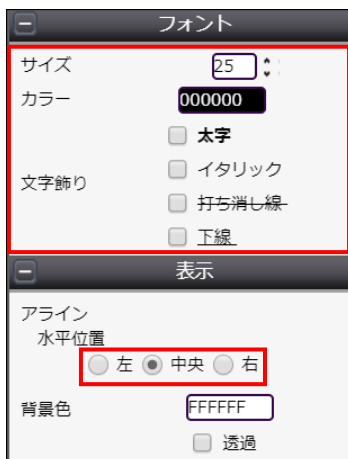 フォント
サイズ 25
カラー 000000
太字
イタリック
文字飾り
打ち消し線
下線
表示
アライン
水平位置
左 中央 右
背景色 FFFFFF
透過